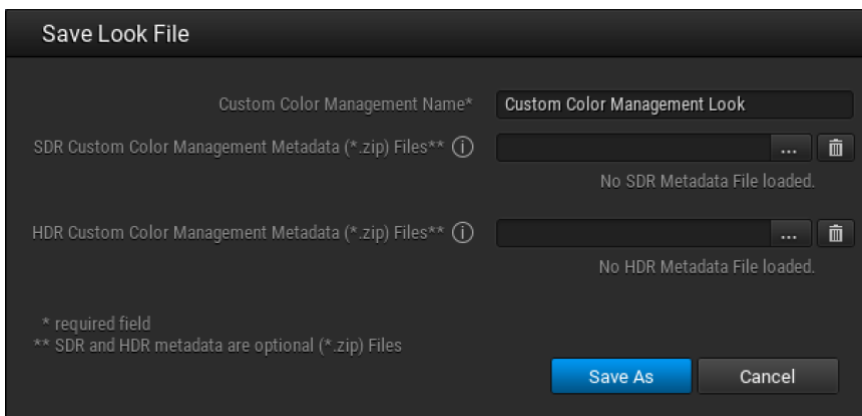 Save Look File
Custom Color Management Name* Custom Color Management Look
SDR Custom Color Management Metadata (*.zip) Files** ⓘ ...
No SDR Metadata File loaded.
HDR Custom Color Management Metadata (*.zip) Files** ⓘ ...
No HDR Metadata File loaded.
* required field
** SDR and HDR metadata are optional (*.zip) Files
Save As Cancel